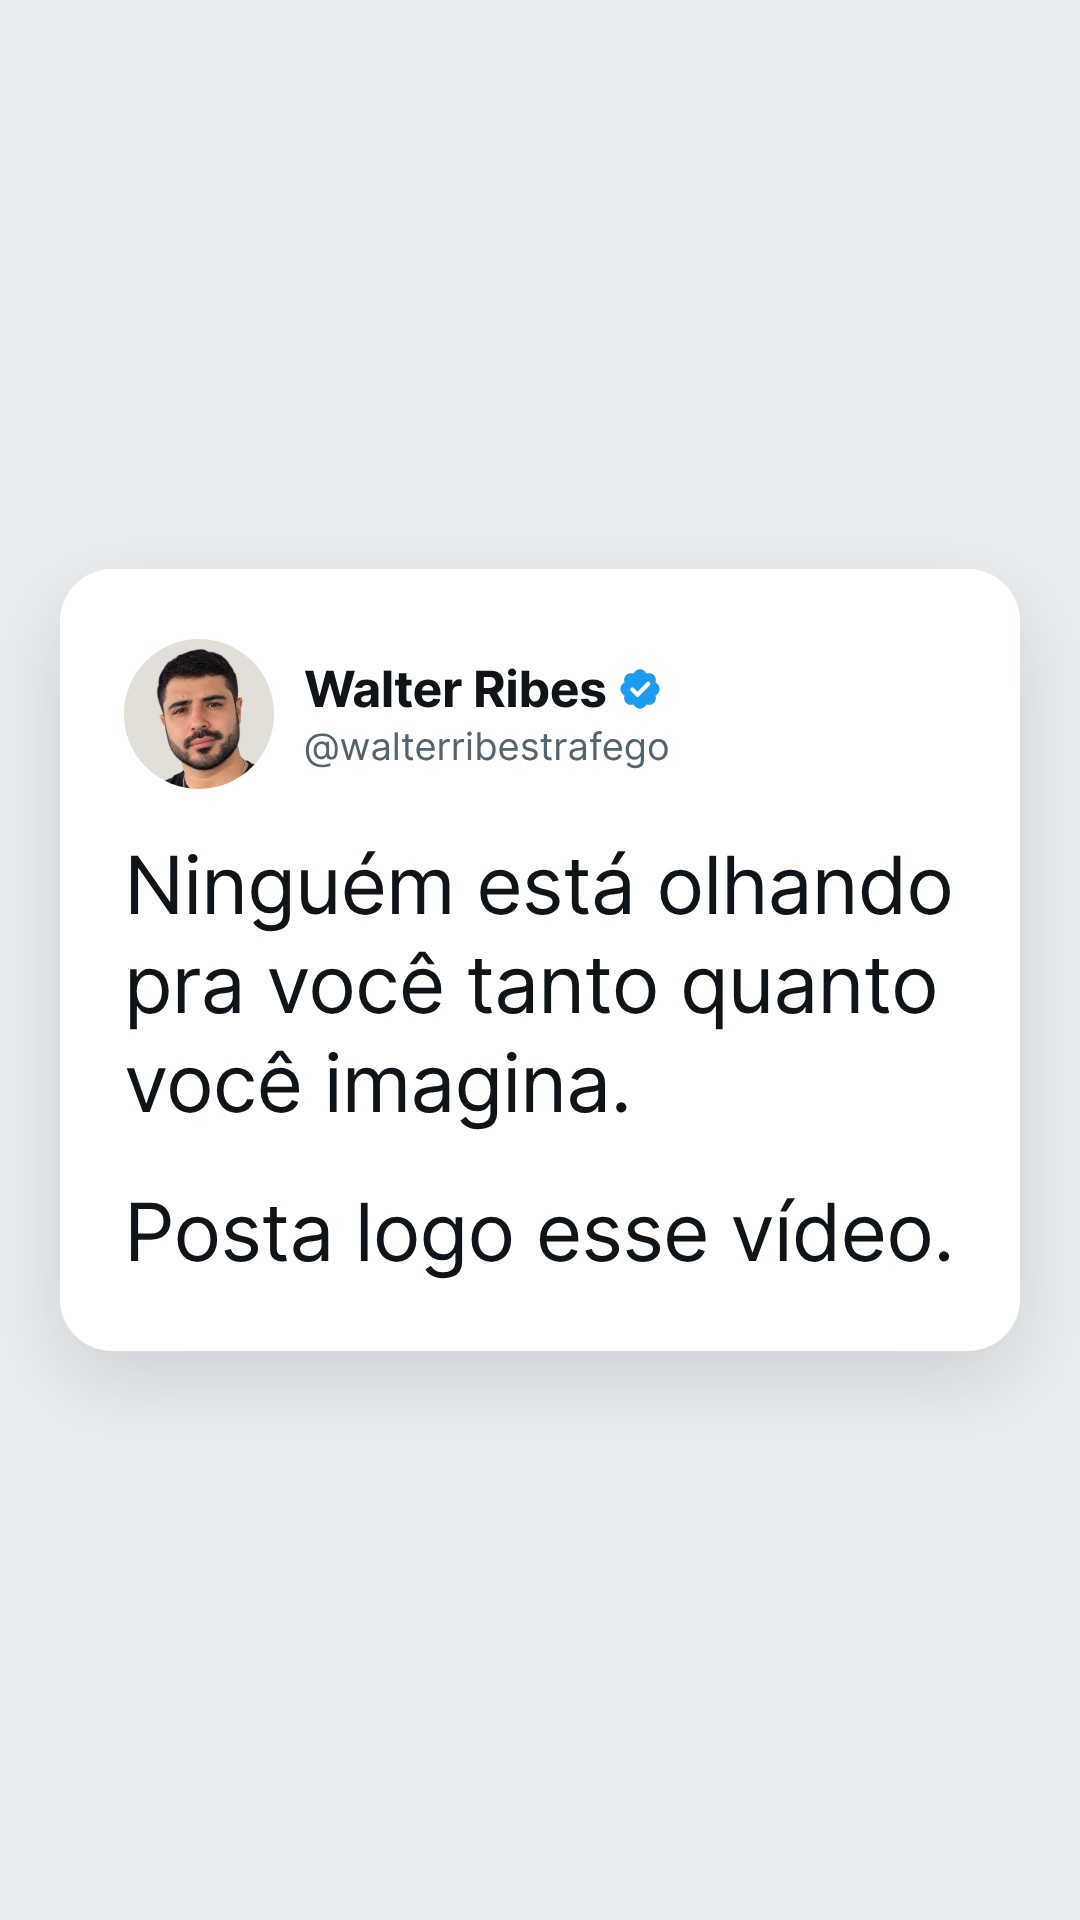 Walter Ribes
@walterribestrafego
Ninguém está olhando
pra você tanto quanto
você imagina.
Posta logo esse vídeo.